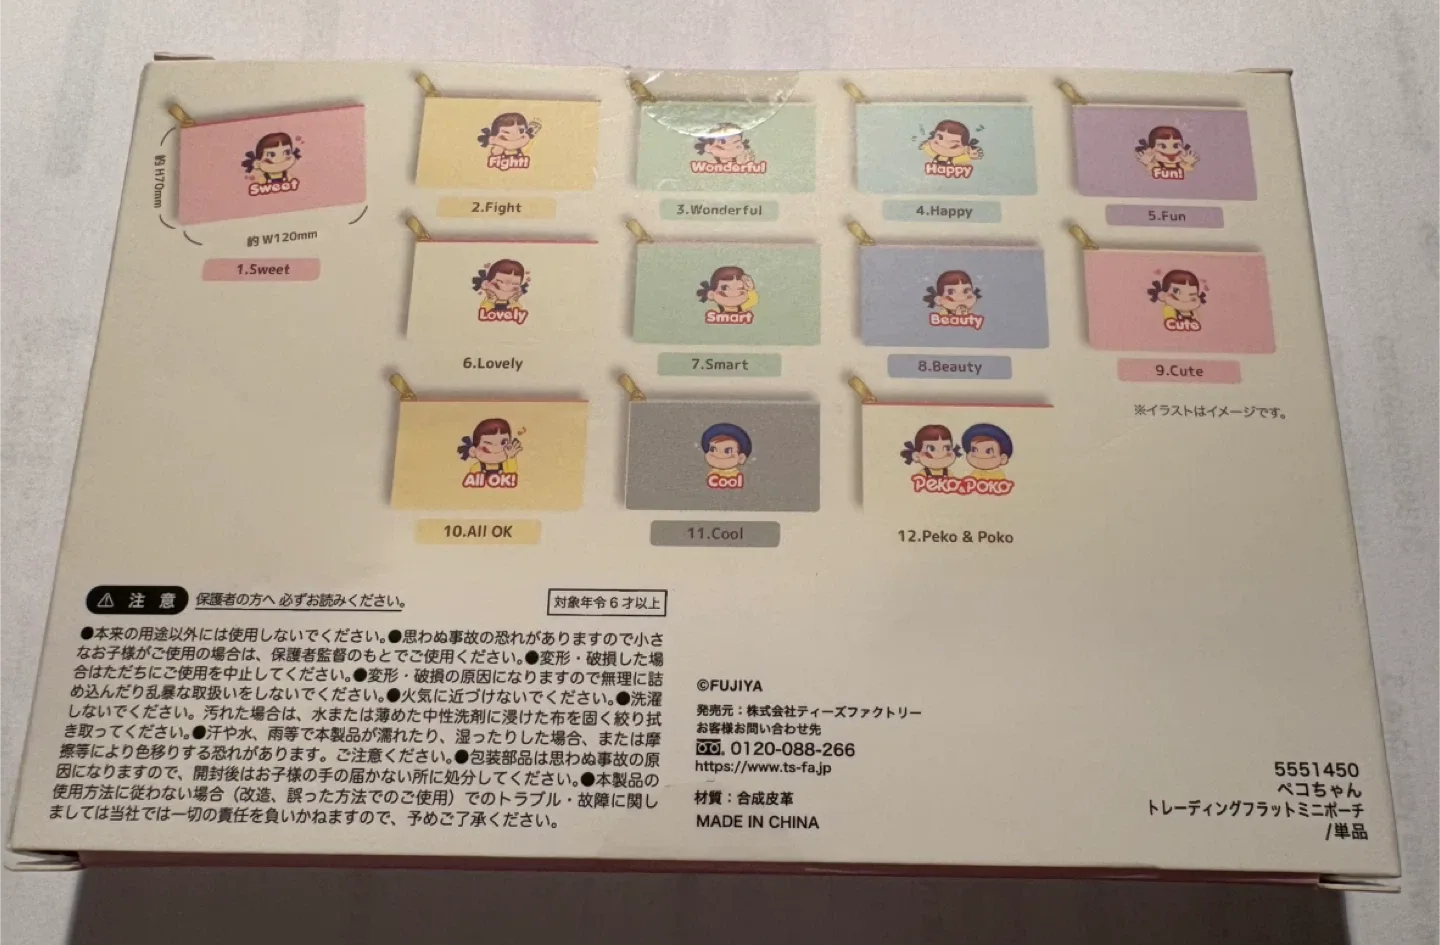 Sweet
約H70mm
約 W120mm
1.Sweet
Fight!
2.Fight
Wonderful
3.Wonderful
Happy
4.Happy
Fun!
5.Fun
Lovely
6.Lovely
Smart
7.Smart
Beauty
8.Beauty
Cute
9.Cute
※イラストはイメージです。
All OK!
10.All OK
Cool
11.Cool
PEKO&POKO
12.Peko & Poko
注 意 保護者の方へ 必ずお読みください。
対象年令6才以上
●本来の用途以外には使用しないでください。●思わぬ事故の恐れがありますので小さ
なお子様がご使用の場合は、保護者監督のもとでご使用ください。●変形・破損した場
合はただちにご使用を中止してください。●変形・破損の原因になりますので無理に詰
め込んだり乱暴な取扱いをしないでください。●火気に近づけないでください。●洗濯
しないでください。汚れた場合は、水または薄めた中性洗剤に浸けた布を固く絞り拭
き取ってください。●汗や水、雨等で本製品が濡れたり、湿ったりした場合、または摩
擦等により色移りする恐れがあります。ご注意ください。●包装部品は思わぬ事故の原
因になりますので、開封後はお子様の手の届かない所に処分してください。●本製品の
使用方法に従わない場合（改造、誤った方法でのご使用）でのトラブル・故障に関し
ましては当社では一切の責任を負いかねますので、予めご了承ください。
©FUJIYA
発売元：株式会社ティーズファクトリー
お客様お問い合わせ先
0120-088-266
https://www.ts-fa.jp
材質：合成皮革
MADE IN CHINA
5551450
ペコちゃん
トレーディングフラットミニポーチ
/単品